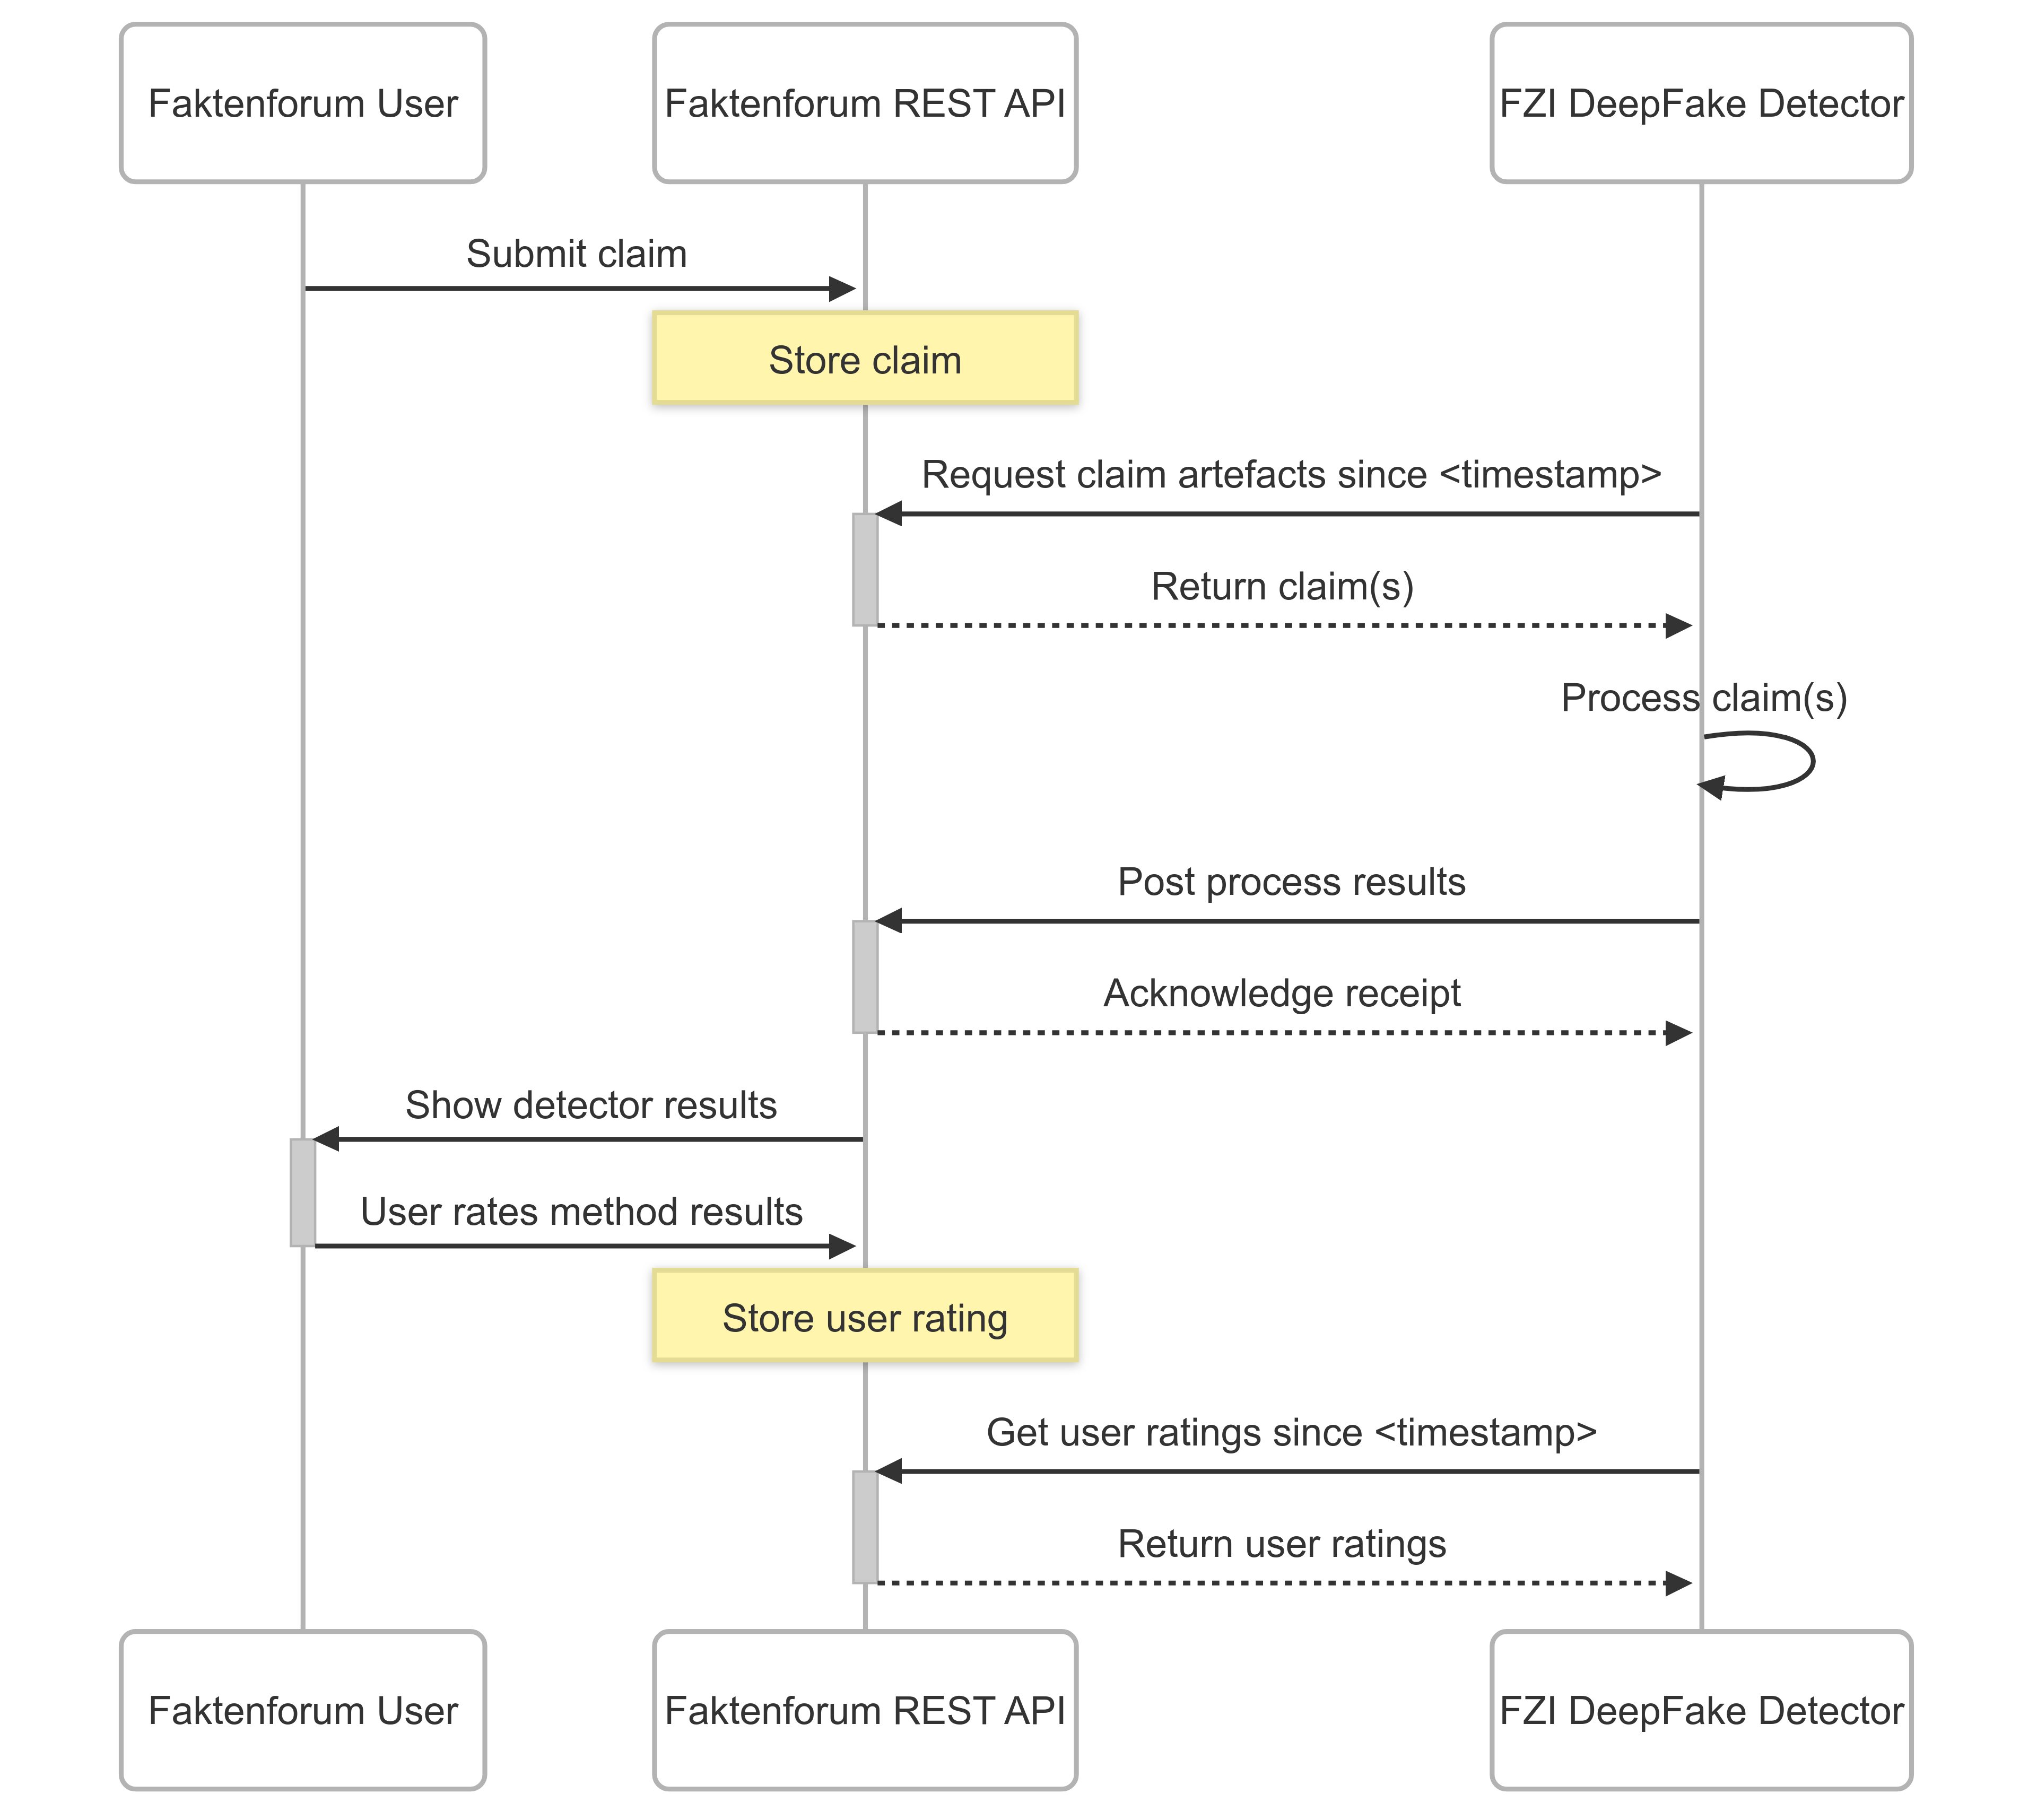 Faktenforum User
Faktenforum REST API
FZI DeepFake Detector
Submit claim
Store claim
Request claim artefacts since <timestamp>
Return claim(s)
Process claim(s)
Post process results
Acknowledge receipt
Show detector results
User rates method results
Store user rating
Get user ratings since <timestamp>
Return user ratings
Faktenforum User
Faktenforum REST API
FZI DeepFake Detector